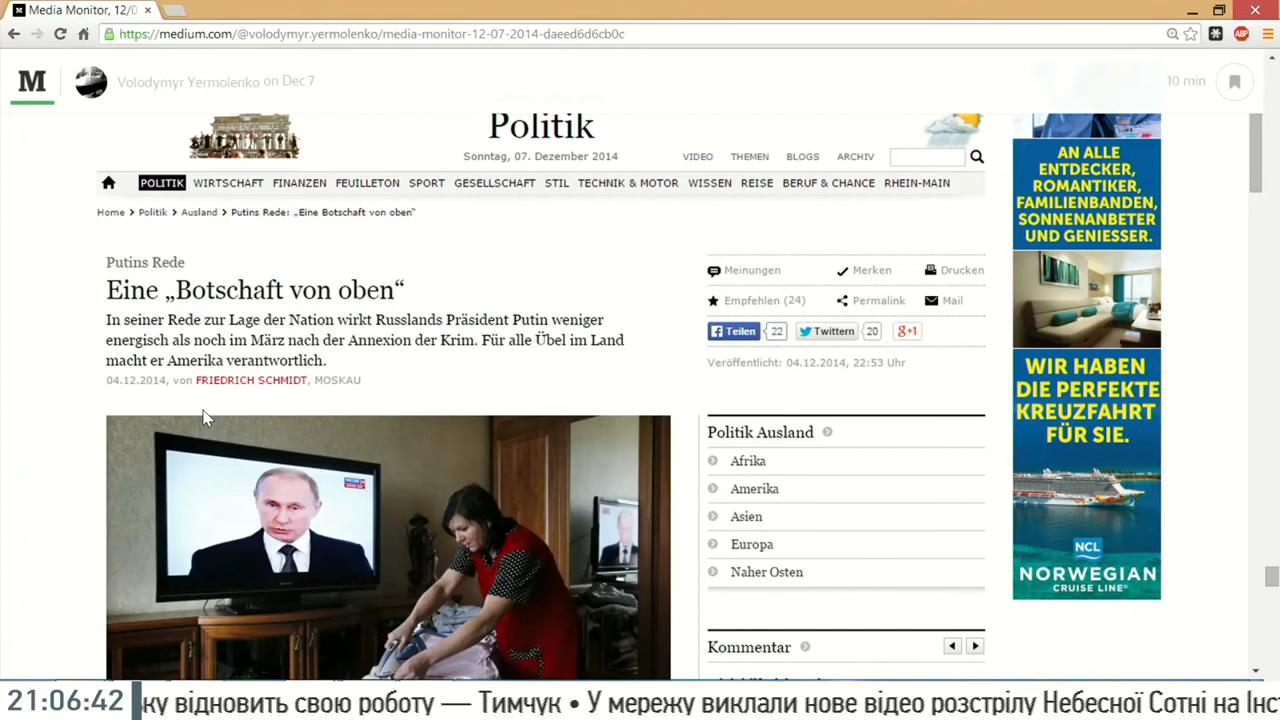 Media Monitor, 12/0
https://medium.com/@volodymyr.yermolenko/media-monitor-12-07-2014-daeed6d6cb0c
M
Volodymyr Yermolenko on Dec 7
10 min
Politik
Sonntag, 07. Dezember 2014
VIDEO THEMEN BLOGS ARCHIV
POLITIK WIRTSCHAFT FINANZEN FEUILLETON SPORT GESELLSCHAFT STIL TECHNIK & MOTOR WISSEN REISE BERUF & CHANCE RHEIN-MAIN
Home Politik Ausland Putins Rede: „Eine Botschaft von oben“
Putins Rede
Eine „Botschaft von oben“
In seiner Rede zur Lage der Nation wirkt Russlands Präsident Putin weniger
energisch als noch im März nach der Annexion der Krim. Für alle Übel im Land
macht er Amerika verantwortlich.
04.12.2014, von FRIEDRICH SCHMIDT, MOSKAU
Meinungen Merken Drucken
Empfehlen (24) Permalink Mail
Teilen 22 Twittern 20 g+1
Veröffentlicht: 04.12.2014, 22:53 Uhr
Politik Ausland
Afrika
Amerika
Asien
Europa
Naher Osten
Kommentar
AN ALLE
ENTDECKER,
ROMANTIKER,
FAMILIENBANDEN,
SONNENANBETER
UND GENIESSER.
WIR HABEN
DIE PERFEKTE
KREUZFAHRT
FÜR SIE.
NCL
NORWEGIAN
CRUISE LINE®
21:06:42 ку відновить свою роботу — Тимчук • У мережу виклали нове відео розстрілу Небесної Сотні на Інс